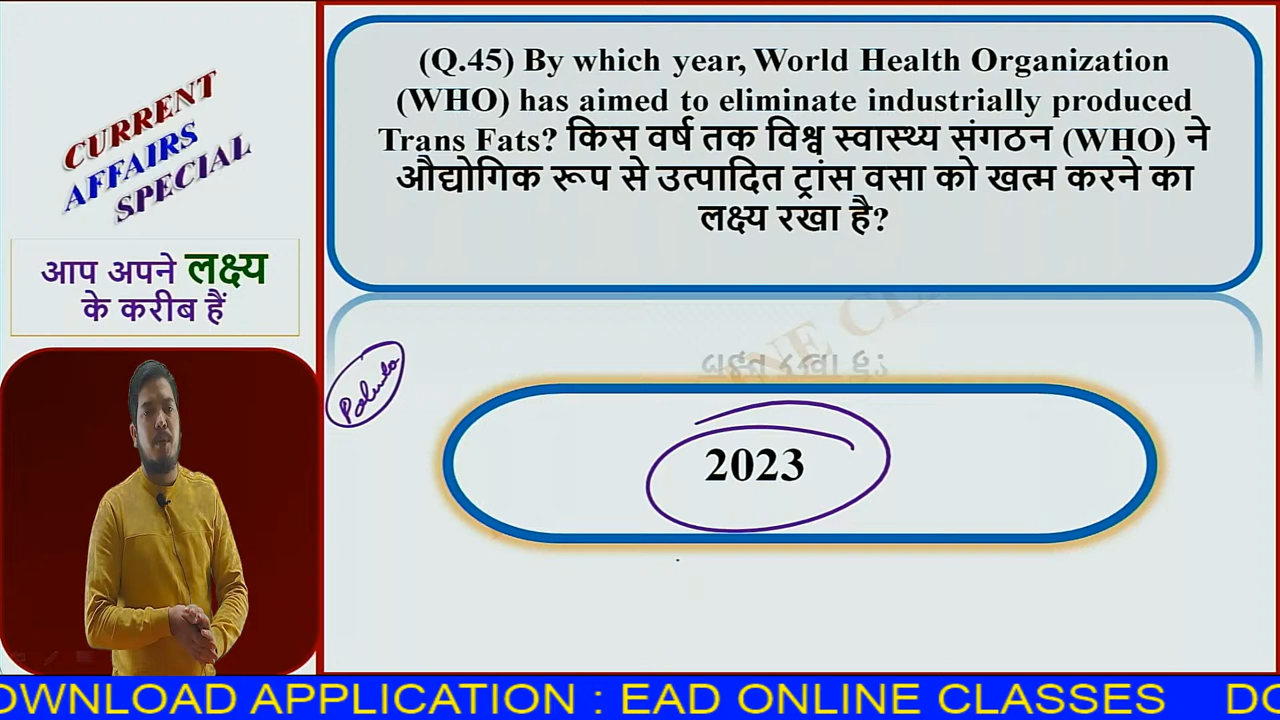 CURRENT
AFFAIRS
SPECIAL
आप अपने लक्ष्य
के करीब हैं
(Q.45) By which year, World Health Organization
(WHO) has aimed to eliminate industrially produced
Trans Fats? किस वर्ष तक विश्व स्वास्थ्य संगठन (WHO) ने
औद्योगिक रूप से उत्पादित ट्रांस वसा को खत्म करने का
लक्ष्य रखा है?
2023
OWNLOAD APPLICATION : EAD ONLINE CLASSES DO